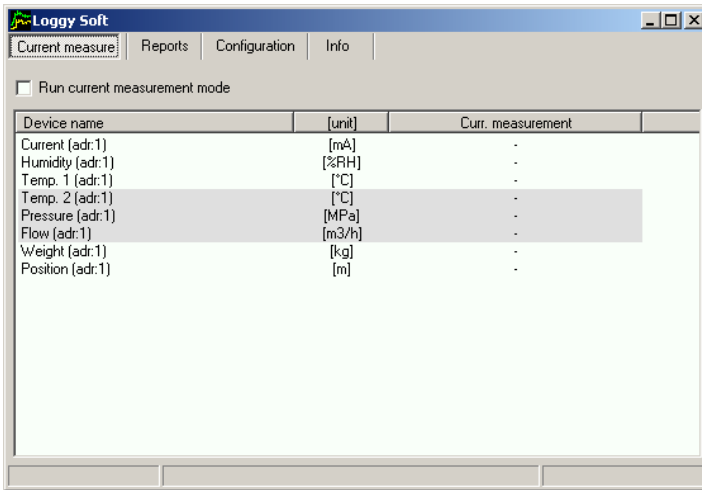 Loggy Soft
Current measure Reports Configuration Info
Run current measurement mode
Device name [unit] Curr. measurement
Current (adr:1) [mA] -
Humidity (adr:1) [%RH] -
Temp. 1 (adr:1) [°C] -
Temp. 2 (adr:1) [°C] -
Pressure (adr:1) [MPa] -
Flow (adr:1) [m3/h] -
Weight (adr:1) [kg] -
Position (adr:1) [m] -